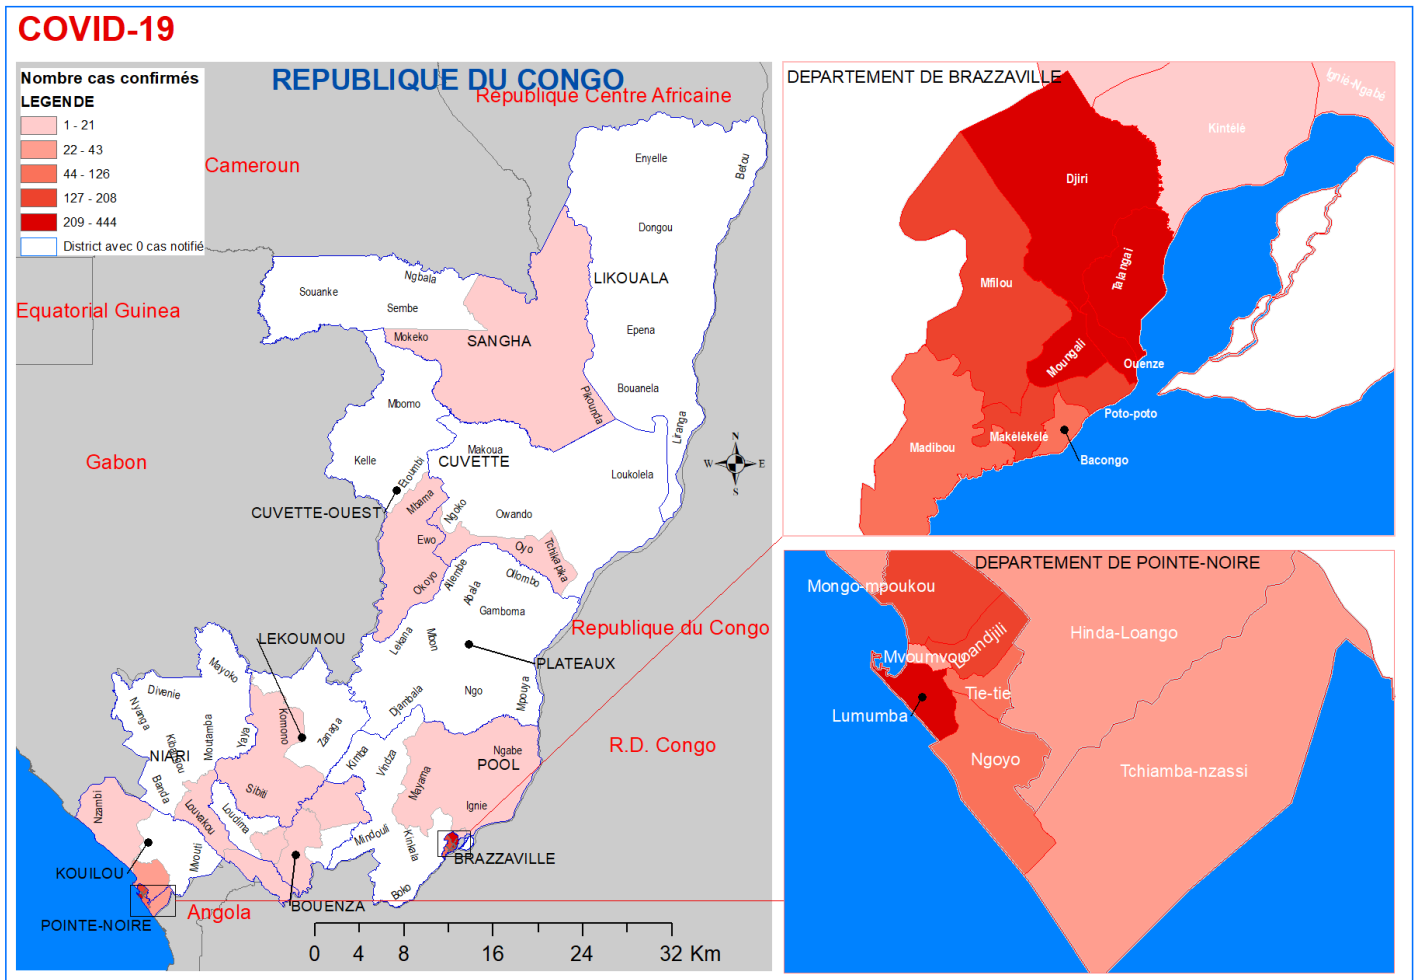 COVID-19
Nombre cas confirmés
LEGENDE
1 - 21
22 - 43
44 - 126
127 - 208
209 - 444
District avec 0 cas notifié
REPUBLIQUE DU CONGO
République Centre Africaine
Cameroun
Equatorial Guinea
Gabon
Republique du Congo
R.D. Congo
Angola
Enyelle
Betou
Dongou
LIKOUALA
Ngbala
Souanke
Sembe
Mokeko
SANGHA
Epena
Bouanela
Pikounda
Liranga
Mbomo
Makoua
CUVETTE
Kelle
Etoumbi
Loukolela
CUVETTE-OUEST
Mbama
Ngoko
Owando
Ewo
Oyo
Tchikapika
Okoyo
Allembe
Abala
Ollombo
Gamboma
LEKOUMOU
Lekana
Mbon
PLATEAUX
Mayoko
Divenie
Nyanga
Ngo
Mpouya
Djambala
Komono
Zanaga
Moutamba
Yaya
NIARI
Banda
Kimba
Vindza
Ngabe
POOL
Mayama
Sibiti
Ignie
Nzambi
Louvakou
Loudima
Mindouli
Kinkala
BRAZZAVILLE
Mvouti
KOUILOU
Boko
BOUENZA
POINTE-NOIRE
N
W
E
S
0 4 8 16 24 32 Km
DEPARTEMENT DE BRAZZAVILLE
Ignié-Ngabé
Kintélé
Djiri
Talangaï
Mfilou
Moungali
Ouenze
Poto-poto
Makélékélé
Madibou
Bacongo
DEPARTEMENT DE POINTE-NOIRE
Mongo-mpoukou
Hinda-Loango
Loandjili
Mvoumvou
Tie-tie
Lumumba
Ngoyo
Tchiamba-nzassi